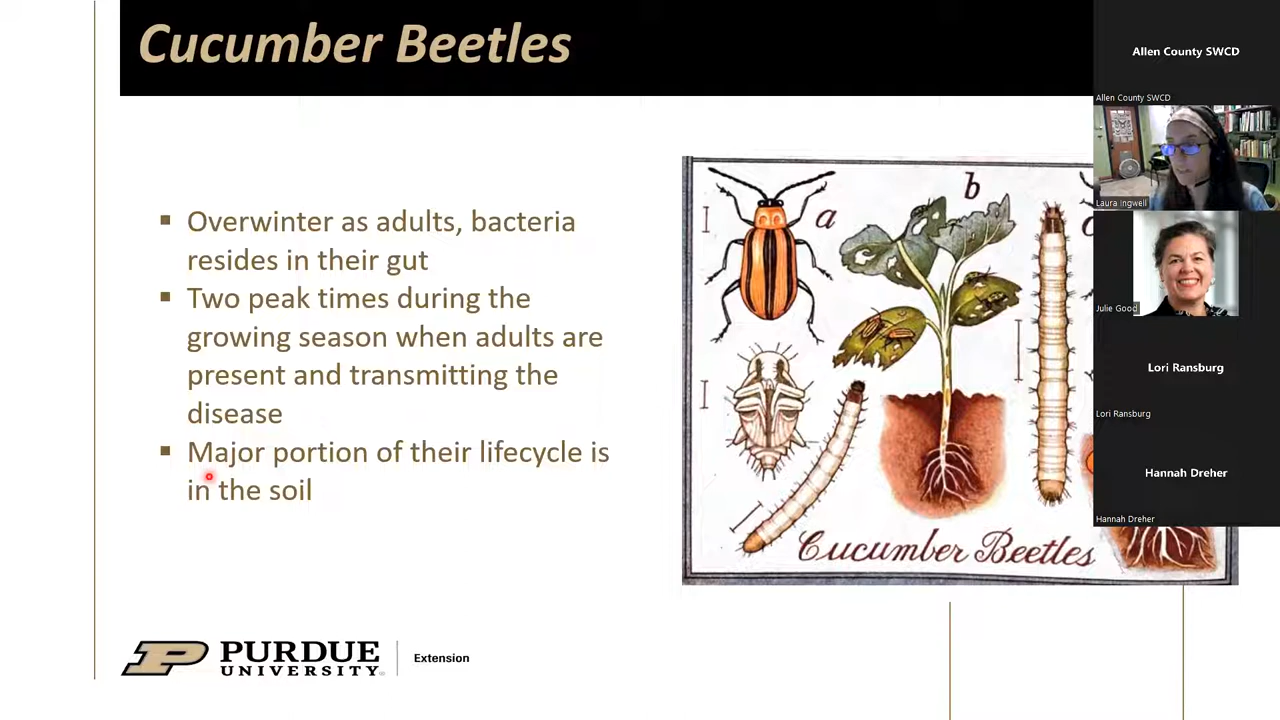 Cucumber Beetles
▪ Overwinter as adults, bacteria
resides in their gut
▪ Two peak times during the
growing season when adults are
present and transmitting the
disease
▪ Major portion of their lifecycle is
in the soil
a
b
Cucumber Beetles
PURDUE
UNIVERSITY
Extension
Allen County SWCD
Allen County SWCD
Laura Ingwell
Julie Good
Lori Ransburg
Lori Ransburg
Hannah Dreher
Hannah Dreher